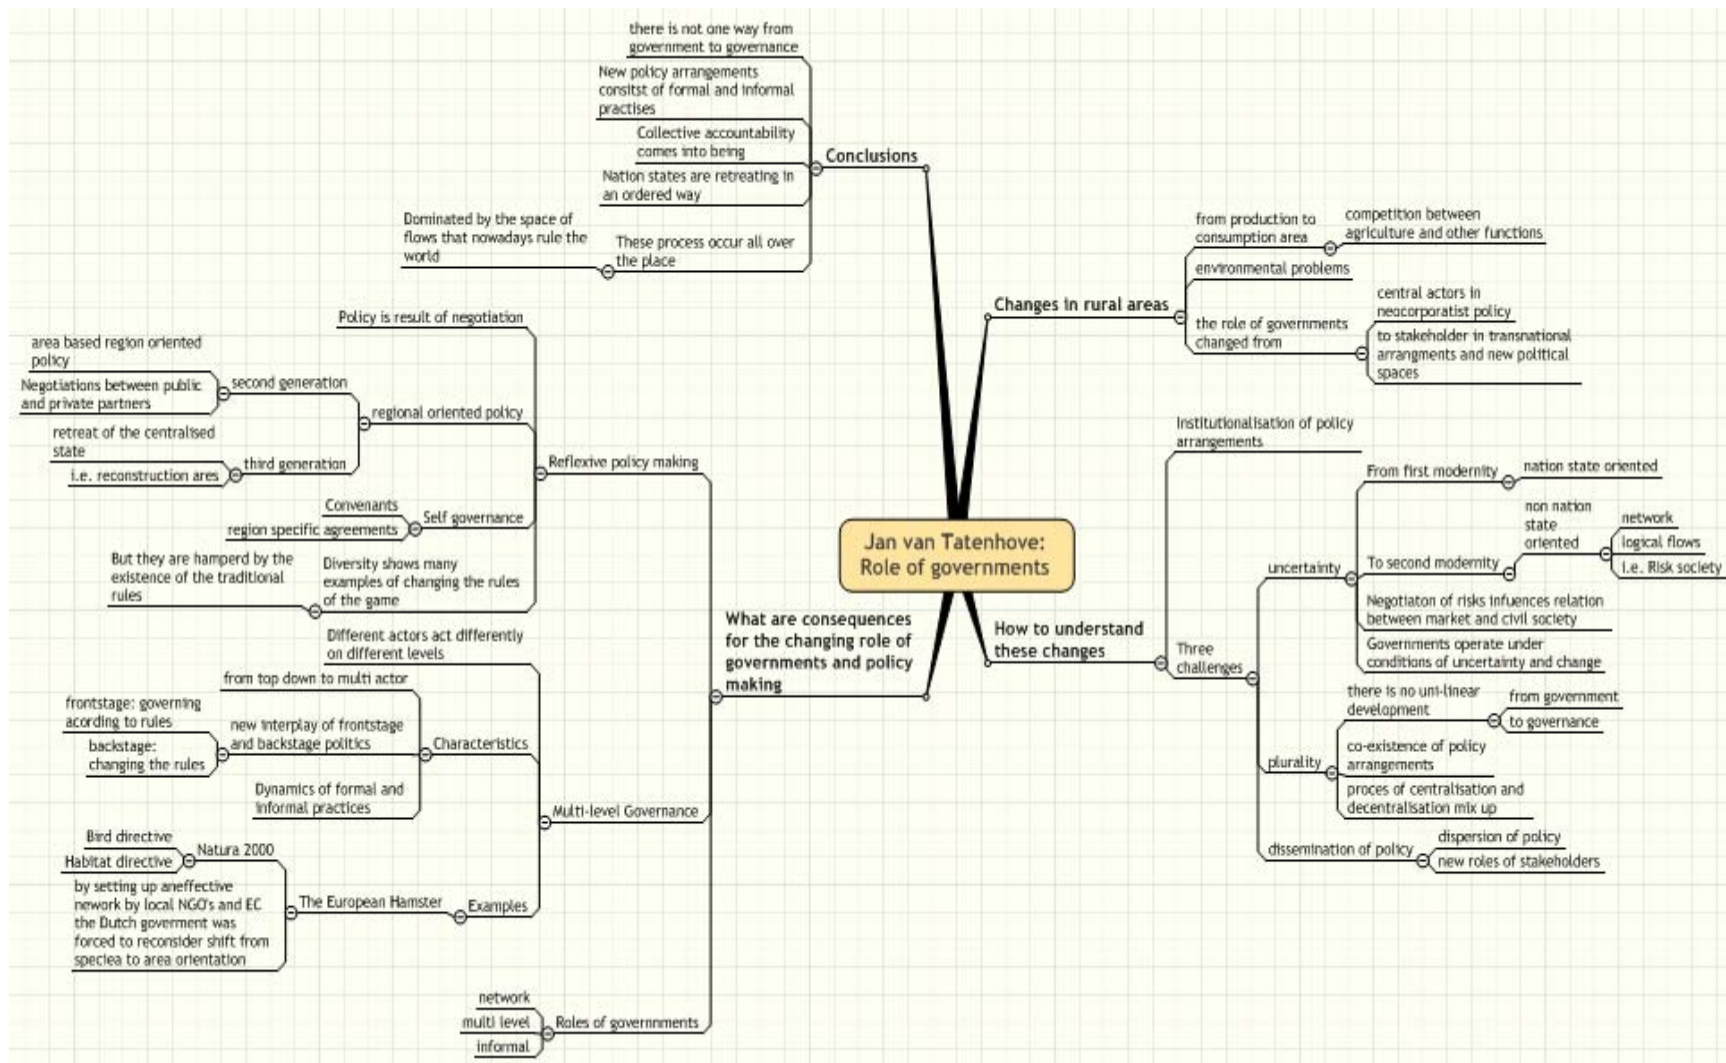 Jan van Tatenhove:
Role of governments
Conclusions
there is not one way from
government to governance
New policy arrangements
consitst of formal and informal
practises
Collective accountability
comes into being
Nation states are retreating in
an ordered way
These process occur all over
the place
Dominated by the space of
flows that nowadays rule the
world
Changes in rural areas
from production to
consumption area
competition between
agriculture and other functions
environmental problems
the role of governments
changed from
central actors in
neocorporatist policy
to stakeholder in transnational
arrangments and new political
spaces
How to understand
these changes
Institutionalisation of policy
arrangements
Three
challenges
uncertainty
From first modernity
nation state oriented
To second modernity
non nation
state
oriented
network
logical flows
i.e. Risk society
Negotiaton of risks infuences relation
between market and civil society
Governments operate under
conditions of uncertainty and change
plurality
there is no uni-linear
development
from government
to governance
co-existence of policy
arrangements
proces of centralisation and
decentralisation mix up
dissemination of policy
dispersion of policy
new roles of stakeholders
What are consequences
for the changing role of
governments and policy
making
Reflexive policy making
Policy is result of negotiation
regional oriented policy
second generation
area based region oriented
policy
Negotiations between public
and private partners
third generation
retreat of the centralised
state
i.e. reconstruction ares
Self governance
Convenants
region specific agreements
Diversity shows many
examples of changing the rules
of the game
But they are hamperd by the
existence of the traditional
rules
Multi-level Governance
Different actors act differently
on different levels
Characteristics
from top down to multi actor
new interplay of frontstage
and backstage politics
frontstage: governing
acording to rules
backstage:
changing the rules
Dynamics of formal and
informal practices
Examples
The European Hamster
Natura 2000
Bird directive
Habitat directive
by setting up aneffective
nework by local NGO's and EC
the Dutch goverment was
forced to reconsider shift from
speciea to area orientation
Roles of governnments
network
multi level
informal